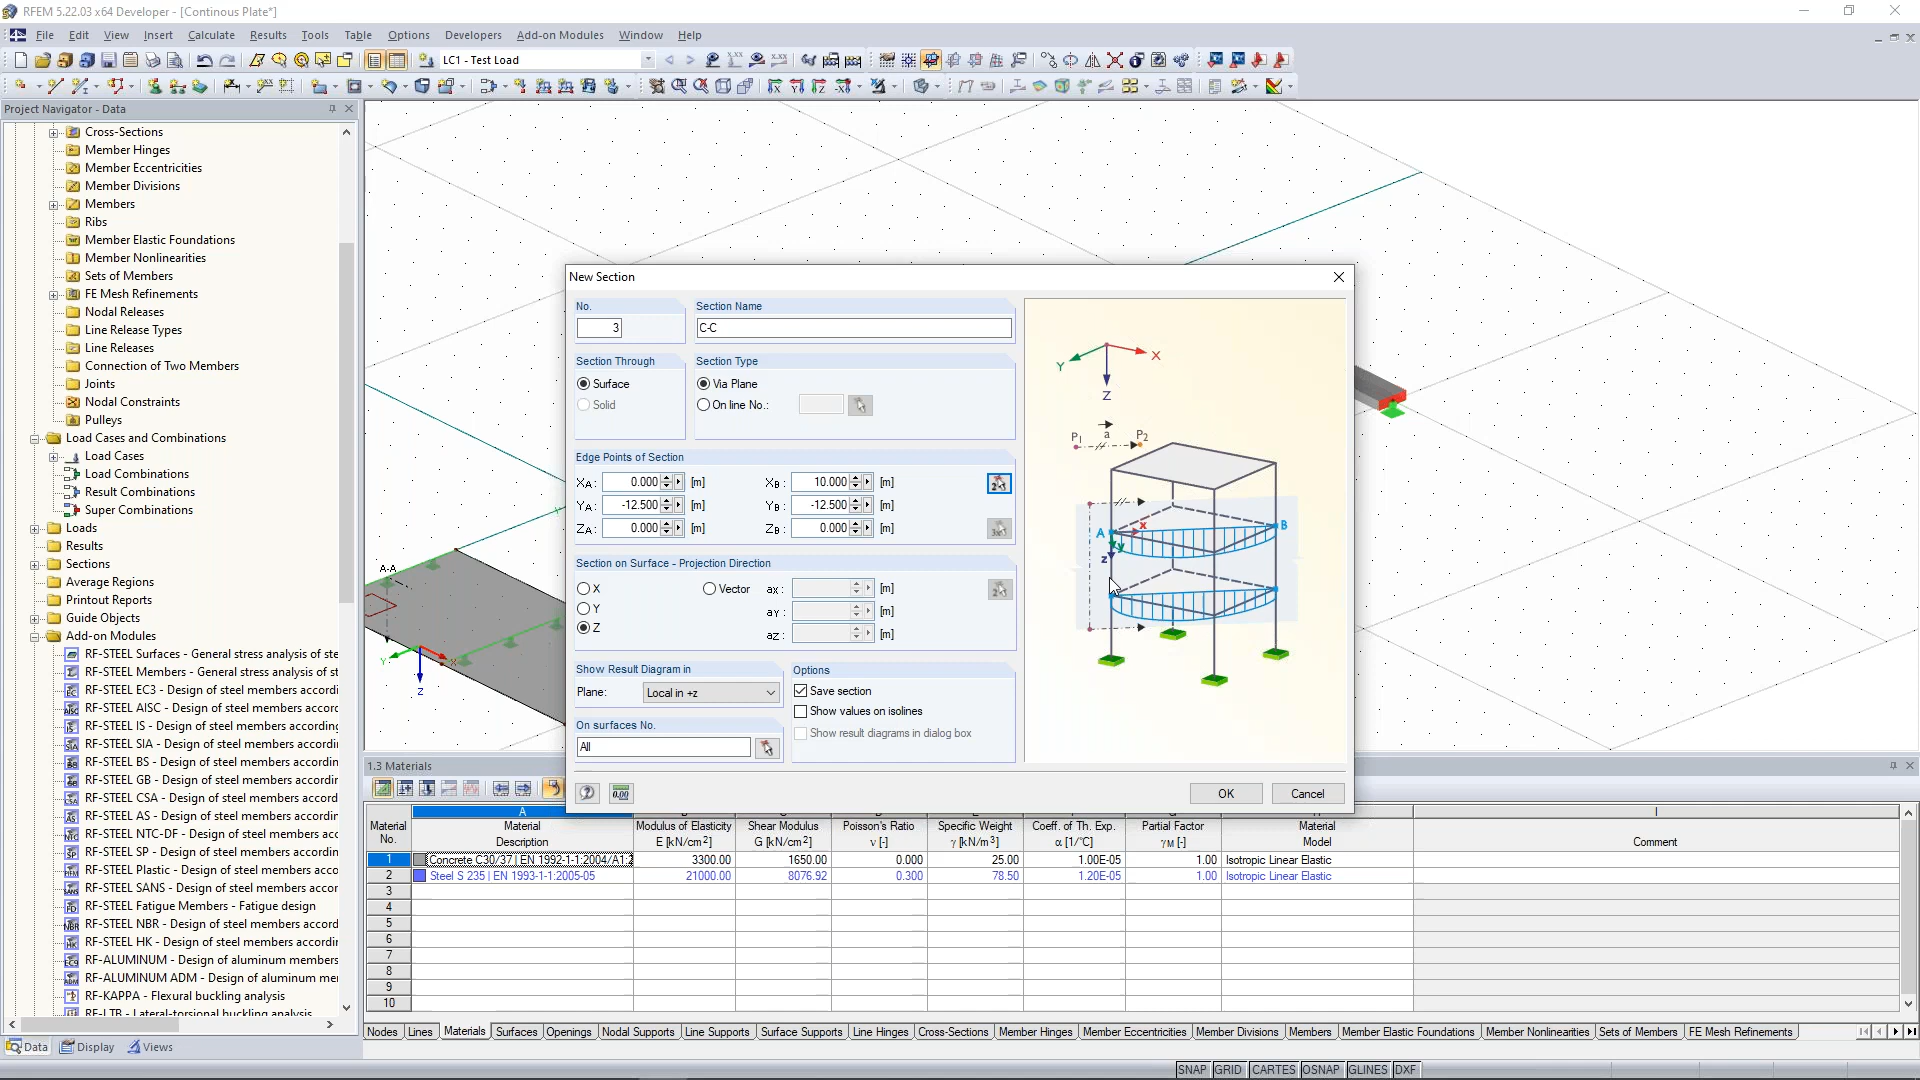 RFEM 5.22.03 x64 Developer - [Continous Plate*]
File Edit View Insert Calculate Results Tools Table Options Developers Add-on Modules Window Help
LC1 - Test Load
Project Navigator - Data
Cross-Sections
Member Hinges
Member Eccentricities
Member Divisions
Members
Ribs
Member Elastic Foundations
Member Nonlinearities
Sets of Members
FE Mesh Refinements
Nodal Releases
Line Release Types
Line Releases
Connection of Two Members
Joints
Nodal Constraints
Pulleys
Load Cases and Combinations
Load Cases
Load Combinations
Result Combinations
Super Combinations
Loads
Results
Sections
Average Regions
Printout Reports
Guide Objects
Add-on Modules
RF-STEEL Surfaces - General stress analysis of ste
RF-STEEL Members - General stress analysis of st
RF-STEEL EC3 - Design of steel members accordi
RF-STEEL AISC - Design of steel members accor
RF-STEEL IS - Design of steel members according
RF-STEEL SIA - Design of steel members accordi
RF-STEEL BS - Design of steel members accordin
RF-STEEL GB - Design of steel members accordin
RF-STEEL CSA - Design of steel members accordi
RF-STEEL AS - Design of steel members accordin
RF-STEEL NTC-DF - Design of steel members acc
RF-STEEL SP - Design of steel members accordin
RF-STEEL Plastic - Design of steel members acco
RF-STEEL SANS - Design of steel members acco
RF-STEEL Fatigue Members - Fatigue design
RF-STEEL NBR - Design of steel members accord
RF-STEEL HK - Design of steel members accordin
RF-ALUMINUM - Design of aluminum members
RF-ALUMINUM ADM - Design of aluminum mer
RF-KAPPA - Flexural buckling analysis
RF-LTB - Lateral-torsional buckling analysis
Data Display Views
A-A
Y X
Z
New Section
No. Section Name
3 C-C
Section Through Section Type
Surface Via Plane
Solid On line No.:
Edge Points of Section
XA: 0.000 [m] XB: 10.000 [m]
YA: -12.500 [m] YB: -12.500 [m]
ZA: 0.000 [m] ZB: 0.000 [m]
Section on Surface - Projection Direction
X Vector aX: [m]
Y aY: [m]
Z aZ: [m]
Show Result Diagram in Options
Plane: Local in +z Save section
Show values on isolines
On surfaces No. Show result diagrams in dialog box
All
OK Cancel
Y X
Z
P1 a P2
A x B
y
z
1.3 Materials
A I
Material No. Material Description Modulus of Elasticity E [kN/cm2] Shear Modulus G [kN/cm2] Poisson's Ratio ν [-] Specific Weight γ [kN/m3] Coeff. of Th. Exp. α [1/°C] Partial Factor γM [-] Material Model Comment
1 Concrete C30/37 | EN 1992-1-1:2004/A1:2 3300.00 1650.00 0.000 25.00 1.00E-05 1.00 Isotropic Linear Elastic
2 Steel S 235 | EN 1993-1-1:2005-05 21000.00 8076.92 0.300 78.50 1.20E-05 1.00 Isotropic Linear Elastic
3
4
5
6
7
8
9
10
Nodes Lines Materials Surfaces Openings Nodal Supports Line Supports Surface Supports Line Hinges Cross-Sections Member Hinges Member Eccentricities Member Divisions Members Member Elastic Foundations Member Nonlinearities Sets of Members FE Mesh Refinements
SNAP GRID CARTES OSNAP GLINES DXF